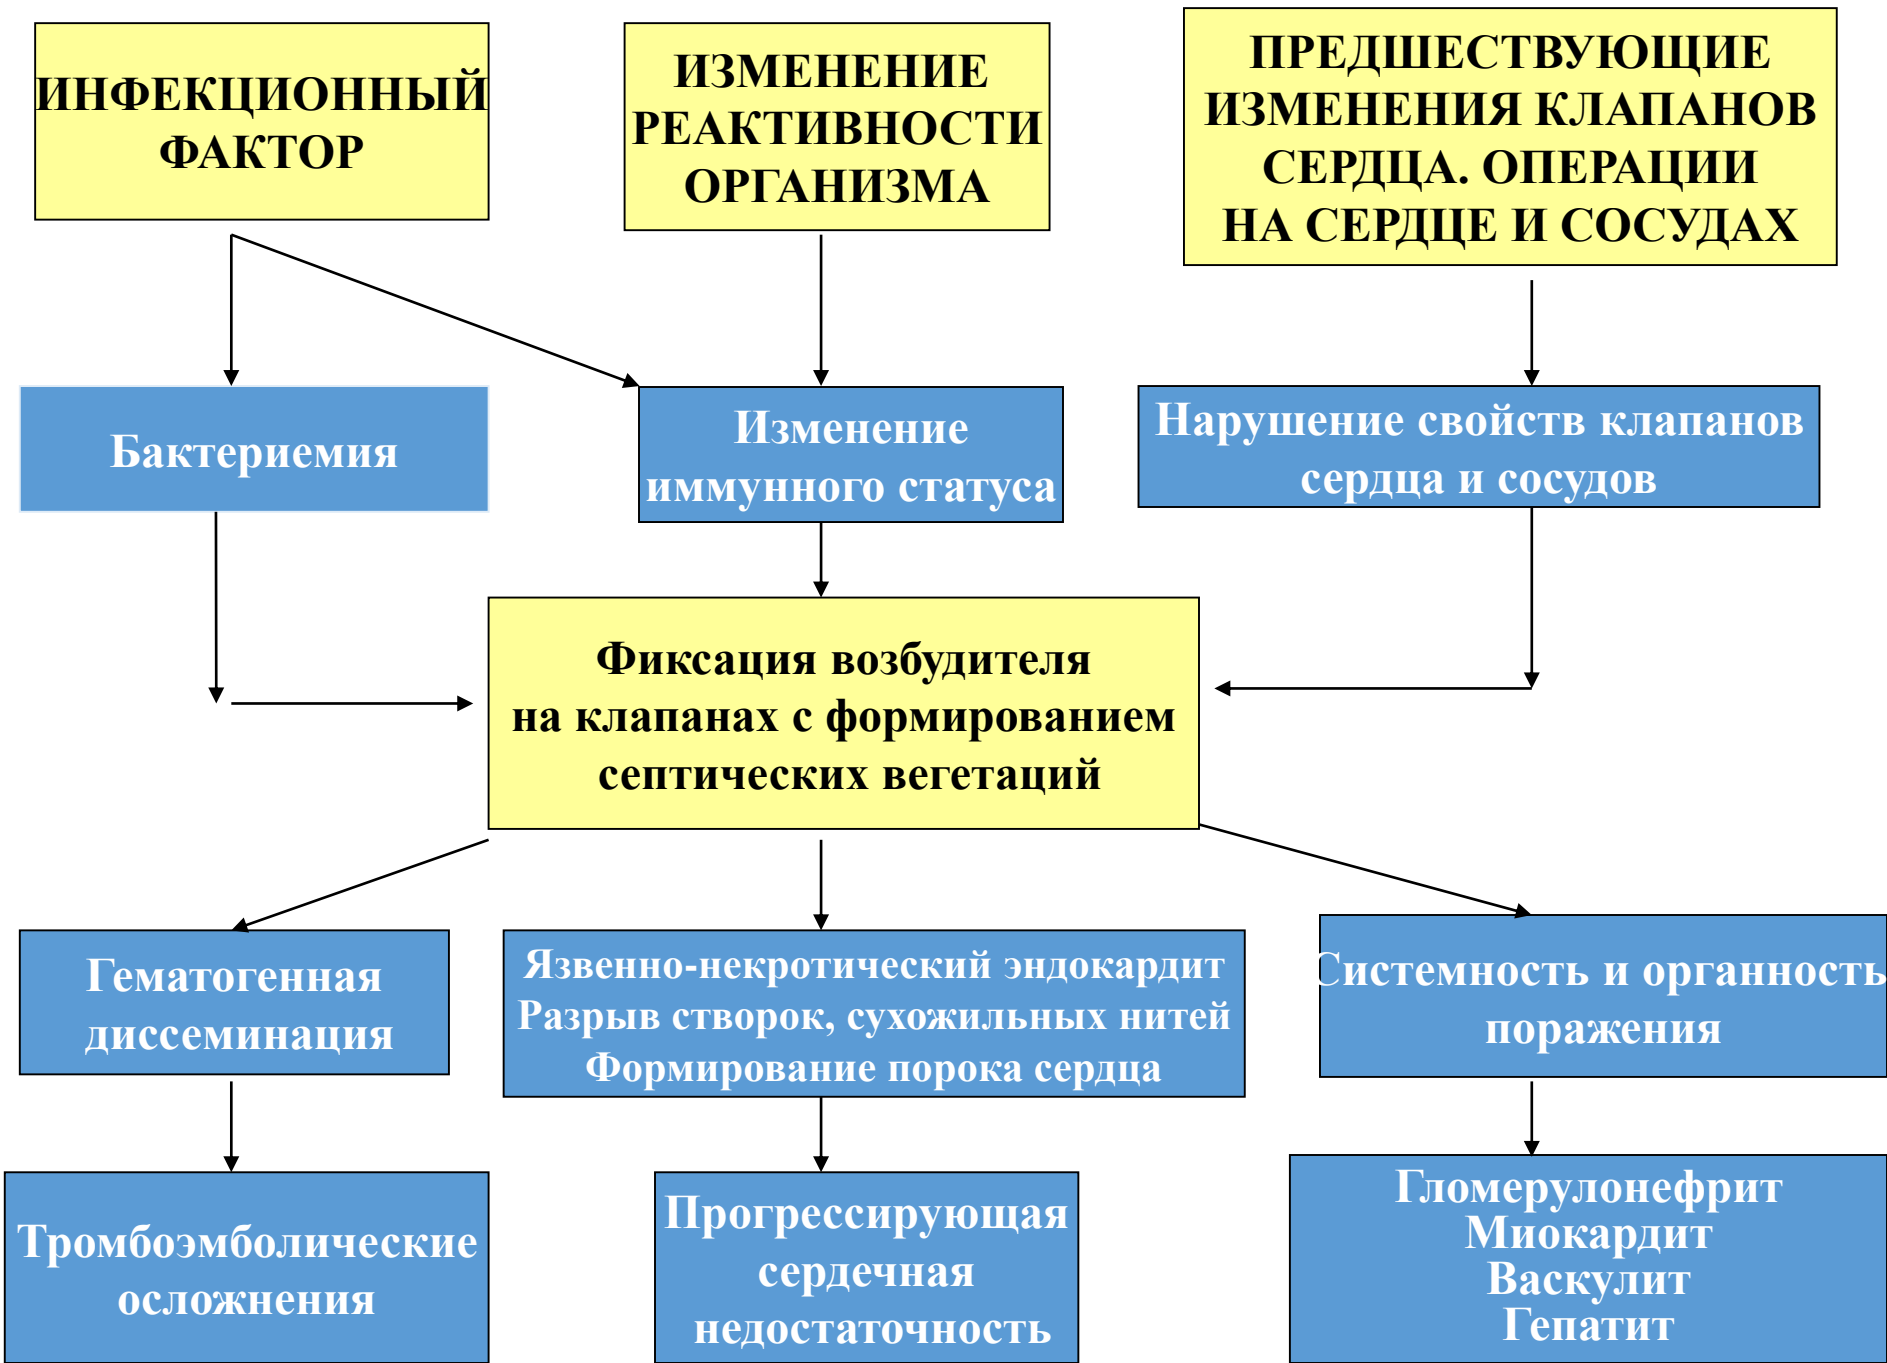 ИНФЕКЦИОННЫЙ
ФАКТОР
ИЗМЕНЕНИЕ
РЕАКТИВНОСТИ
ОРГАНИЗМА
ПРЕДШЕСТВУЮЩИЕ
ИЗМЕНЕНИЯ КЛАПАНОВ
СЕРДЦА. ОПЕРАЦИИ
НА СЕРДЦЕ И СОСУДАХ
Бактериемия
Изменение
иммунного статуса
Нарушение свойств клапанов
сердца и сосудов
Фиксация возбудителя
на клапанах с формированием
септических вегетаций
Гематогенная
диссеминация
Язвенно-некротический эндокардит
Разрыв створок, сухожильных нитей
Формирование порока сердца
Системность и органность
поражения
Тромбоэмболические
осложнения
Прогрессирующая
сердечная
недостаточность
Гломерулонефрит
Миокардит
Васкулит
Гепатит